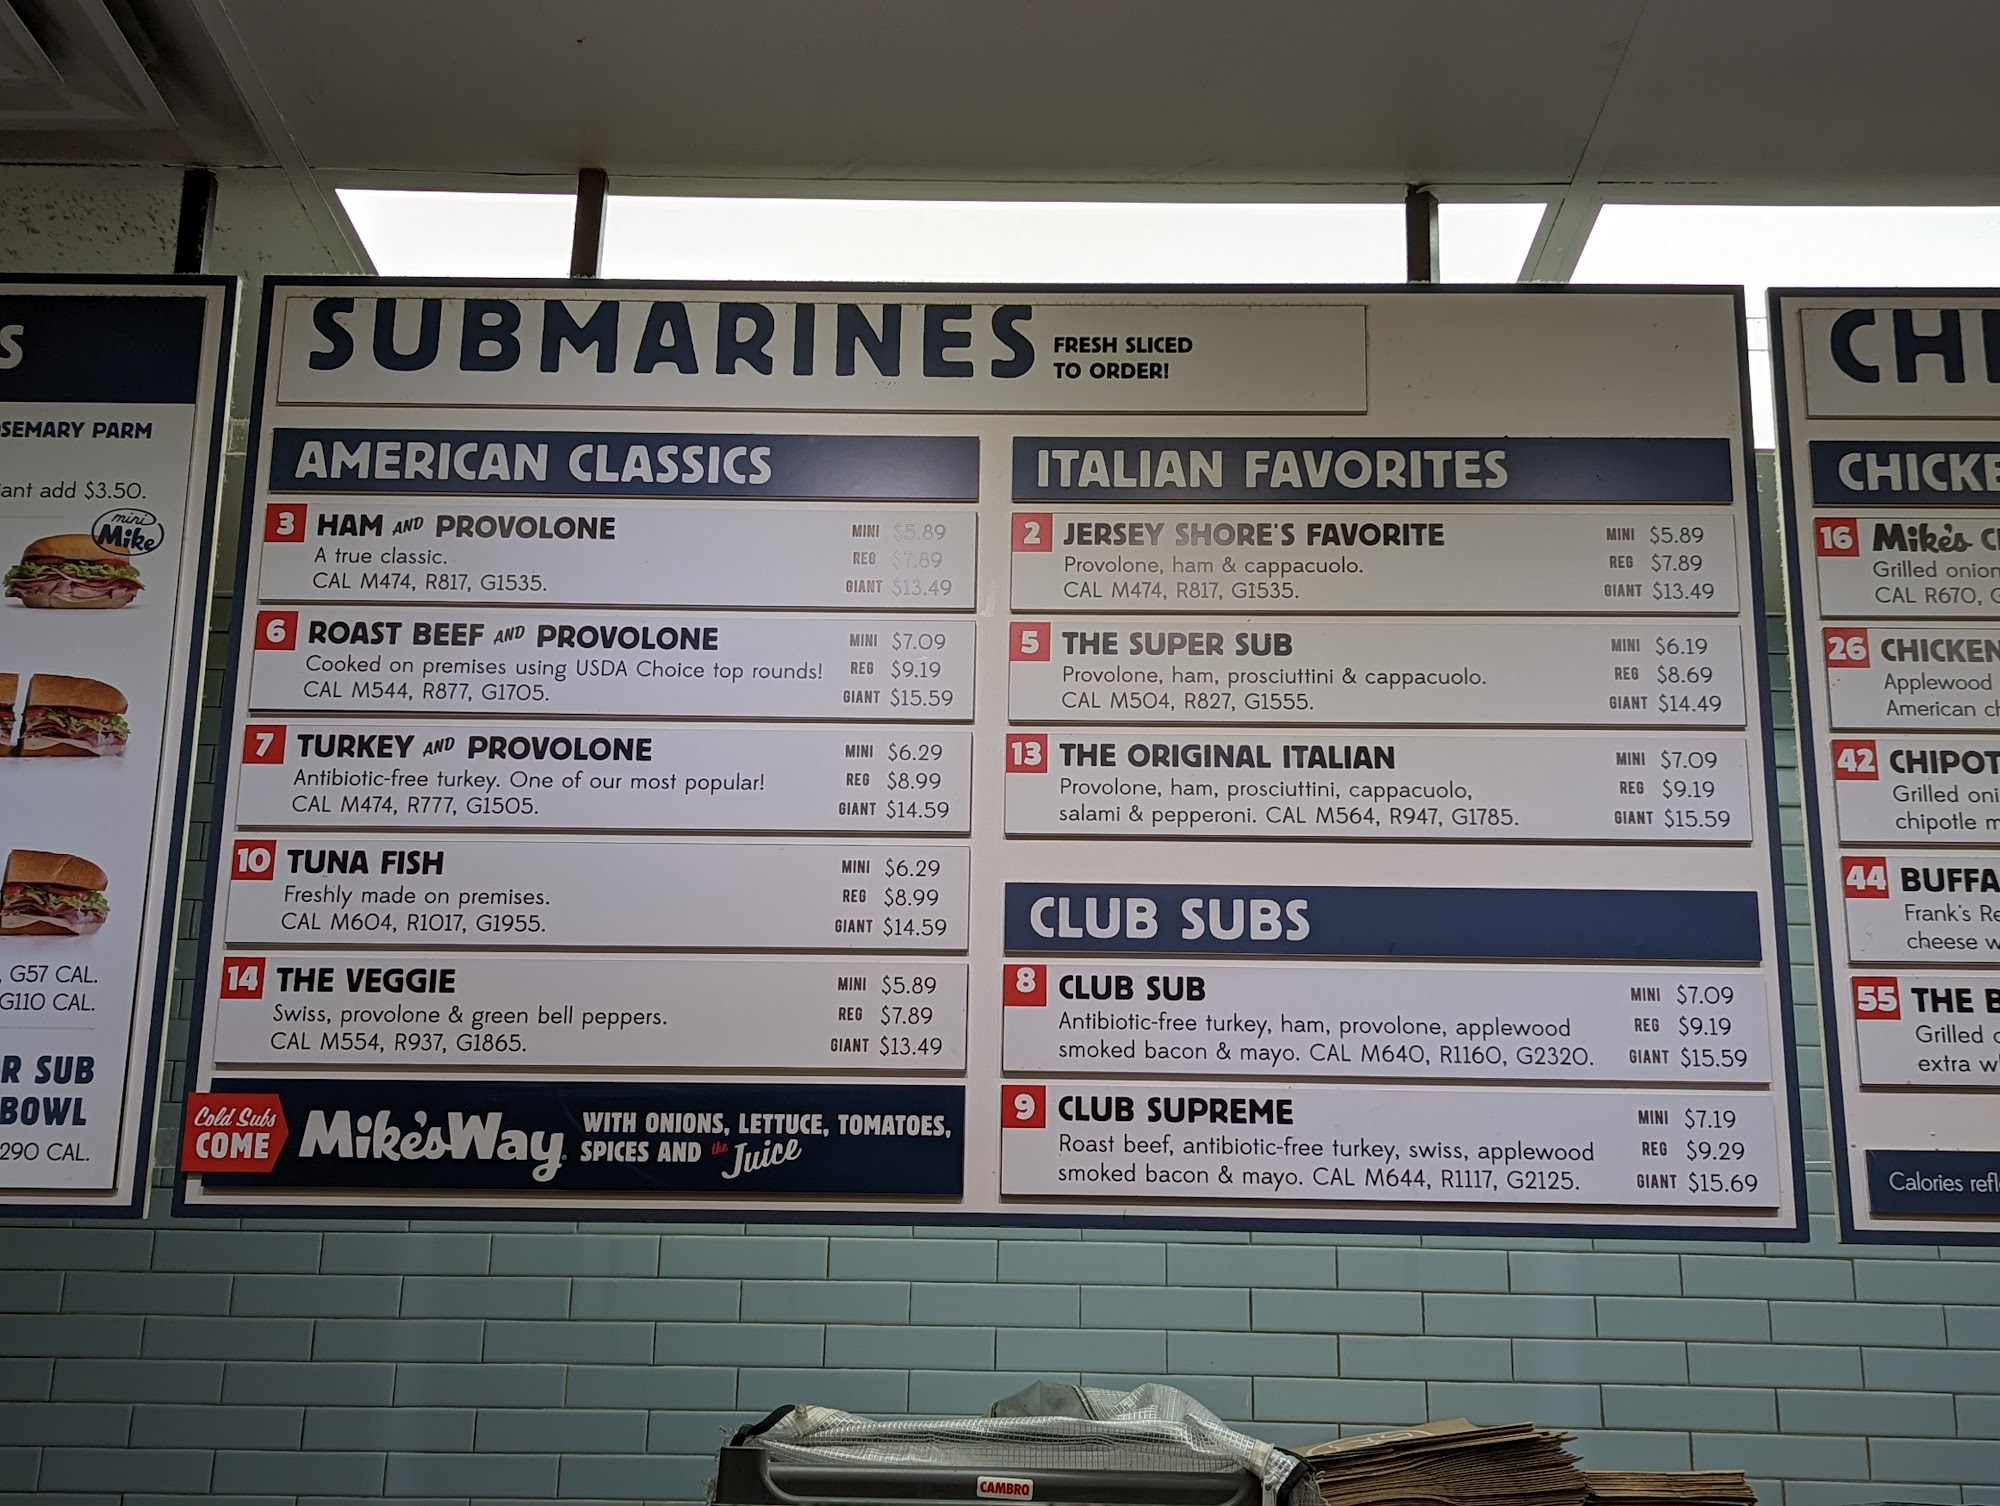 S
SEMARY PARM
iant add $3.50.
mini
Mike
G57 CAL.
G110 CAL.
R SUB
BOWL
290 CAL.
SUBMARINES
FRESH SLICED
TO ORDER!
AMERICAN CLASSICS
3 HAM AND PROVOLONE MINI $5.89
A true classic. REG $7.89
CAL M474, R817, G1535. GIANT $13.49
6 ROAST BEEF AND PROVOLONE MINI $7.09
Cooked on premises using USDA Choice top rounds! REG $9.19
CAL M544, R877, G1705. GIANT $15.59
7 TURKEY AND PROVOLONE MINI $6.29
Antibiotic-free turkey. One of our most popular! REG $8.99
CAL M474, R777, G1505. GIANT $14.59
10 TUNA FISH MINI $6.29
Freshly made on premises. REG $8.99
CAL M604, R1017, G1955. GIANT $14.59
14 THE VEGGIE MINI $5.89
Swiss, provolone & green bell peppers. REG $7.89
CAL M554, R937, G1865. GIANT $13.49
Cold Subs
COME
Mike's Way
WITH ONIONS, LETTUCE, TOMATOES,
SPICES AND the Juice
ITALIAN FAVORITES
2 JERSEY SHORE'S FAVORITE MINI $5.89
Provolone, ham & cappacuolo. REG $7.89
CAL M474, R817, G1535. GIANT $13.49
5 THE SUPER SUB MINI $6.19
Provolone, ham, prosciuttini & cappacuolo. REG $8.69
CAL M504, R827, G1555. GIANT $14.49
13 THE ORIGINAL ITALIAN MINI $7.09
Provolone, ham, prosciuttini, cappacuolo, REG $9.19
salami & pepperoni. CAL M564, R947, G1785. GIANT $15.59
CLUB SUBS
8 CLUB SUB MINI $7.09
Antibiotic-free turkey, ham, provolone, applewood REG $9.19
smoked bacon & mayo. CAL M640, R1160, G2320. GIANT $15.59
9 CLUB SUPREME MINI $7.19
Roast beef, antibiotic-free turkey, swiss, applewood REG $9.29
smoked bacon & mayo. CAL M644, R1117, G2125. GIANT $15.69
CHI
CHICKE
16 Mike's C
Grilled onion
CAL R670, G
26 CHICKEN
Applewood
American ch
42 CHIPOT
Grilled oni
chipotle m
44 BUFFA
Frank's Re
cheese w
55 THE B
Grilled c
extra w
Calories refl
CAMBRO